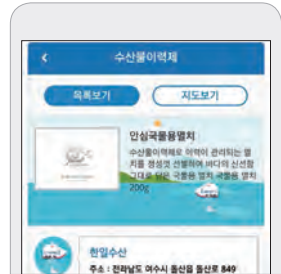 수산물이력제
목록보기
지도보기
안심국물용멸치
수산물이력제로 이력이 관리되는 멸
치를 정성껏 선별하여 바다의 신선함
그대로 담은 국물용 멸치 국물용 멸치
200g
한일수산
주소 : 전라남도 여수시 돌산읍 돌산로 849